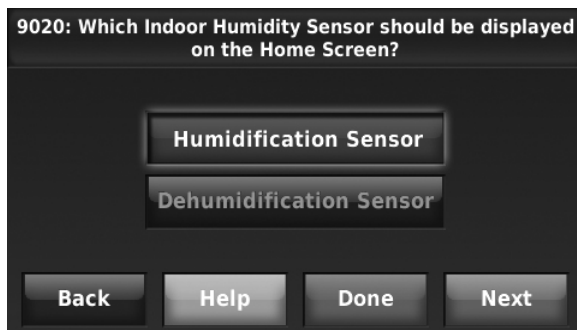 9020: Which Indoor Humidity Sensor should be displayed
on the Home Screen?
Humidification Sensor
Dehumidification Sensor
Back Help Done Next